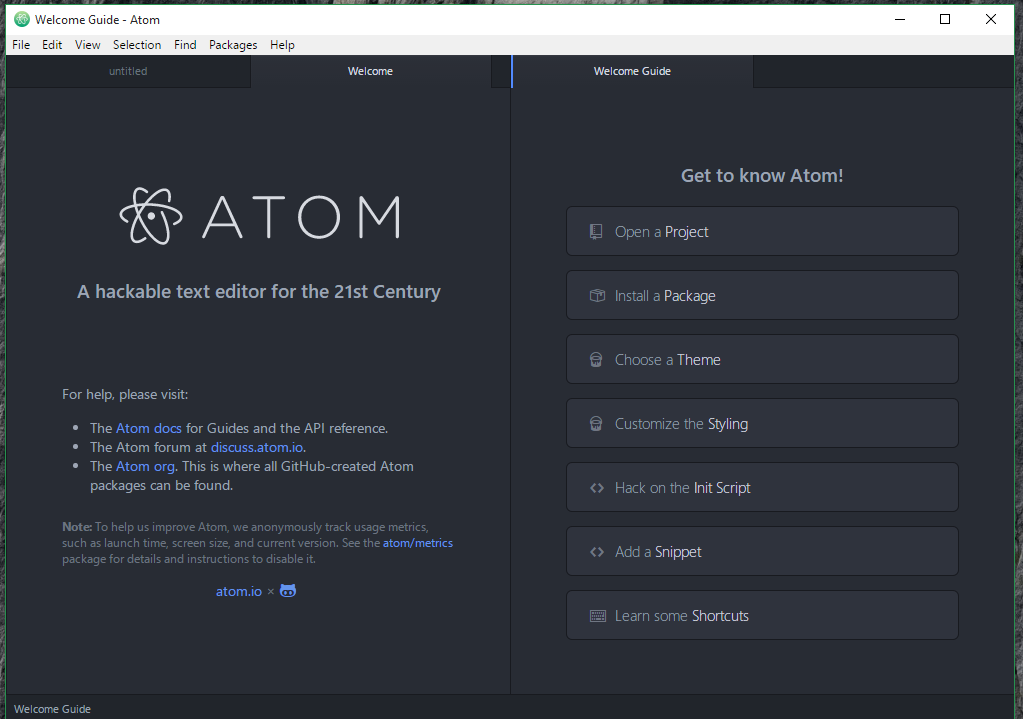 Welcome Guide - Atom
File Edit View Selection Find Packages Help
untitled
Welcome
Welcome Guide
ATOM
A hackable text editor for the 21st Century
For help, please visit:
• The Atom docs for Guides and the API reference.
• The Atom forum at discuss.atom.io.
• The Atom org. This is where all GitHub-created Atom
packages can be found.
Note: To help us improve Atom, we anonymously track usage metrics,
such as launch time, screen size, and current version. See the atom/metrics
package for details and instructions to disable it.
atom.io ×
Get to know Atom!
Open a Project
Install a Package
Choose a Theme
Customize the Styling
Hack on the Init Script
Add a Snippet
Learn some Shortcuts
Welcome Guide